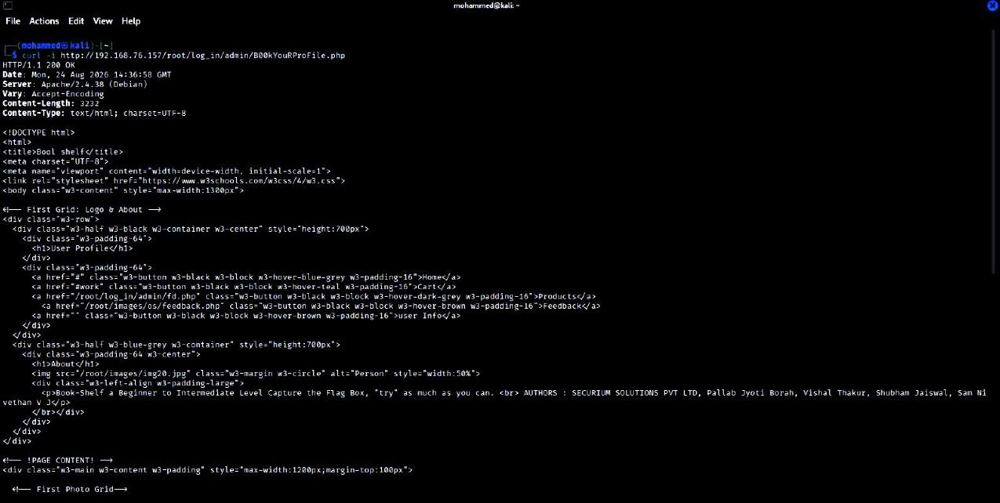 mohammed@kali: ~
File Actions Edit View Help
┌──(mohammed㉿kali)-[~]
└─$ curl -i http://192.168.76.157/root/log_in/admin/B00kYouRProFile.php
HTTP/1.1 200 OK
Date: Mon, 24 Aug 2026 14:36:58 GMT
Server: Apache/2.4.38 (Debian)
Vary: Accept-Encoding
Content-Length: 3232
Content-Type: text/html; charset=UTF-8

<!DOCTYPE html>
<html>
<title>Bool shelf</title>
<meta charset="UTF-8">
<meta name="viewport" content="width=device-width, initial-scale=1">
<link rel="stylesheet" href="https://www.w3schools.com/w3css/4/w3.css">
<body class="w3-content" style="max-width:1300px">

<!-- First Grid: Logo & About -->
<div class="w3-row">
  <div class="w3-half w3-black w3-container w3-center" style="height:700px">
    <div class="w3-padding-64">
      <h1>User Profile</h1>
    </div>
    <div class="w3-padding-64">
      <a href="#" class="w3-button w3-black w3-block w3-hover-blue-grey w3-padding-16">Home</a>
      <a href="#work" class="w3-button w3-black w3-block w3-hover-teal w3-padding-16">Cart</a>
      <a href="/root/log_in/admin/fd.php" class="w3-button w3-black w3-block w3-hover-dark-grey w3-padding-16">Products</a>
        <a href="/root/images/os/feedback.php" class="w3-button w3-black w3-block w3-hover-brown w3-padding-16">Feedback</a>
      <a href="" class="w3-button w3-black w3-block w3-hover-brown w3-padding-16">user Info</a>
    </div>
  </div>
  <div class="w3-half w3-blue-grey w3-container" style="height:700px">
    <div class="w3-padding-64 w3-center">
      <h1>About</h1>
      <img src="/root/images/img20.jpg" class="w3-margin w3-circle" alt="Person" style="width:50%">
      <div class="w3-left-align w3-padding-large">
        <p>Book-Shelf a Beginner to Intermediate Level Capture the Flag Box, "try" as much as you can. <br> AUTHORS : SECURIUM SOLUTIONS PVT LTD, Pallab Jyoti Borah, Vishal Thakur, Shubham Jaiswal, Sam Ni
vethan V J</p>
      </br></div>
    </div>
  </div>
</div>

<!-- !PAGE CONTENT! -->
<div class="w3-main w3-content w3-padding" style="max-width:1200px;margin-top:100px">

  <!-- First Photo Grid-->